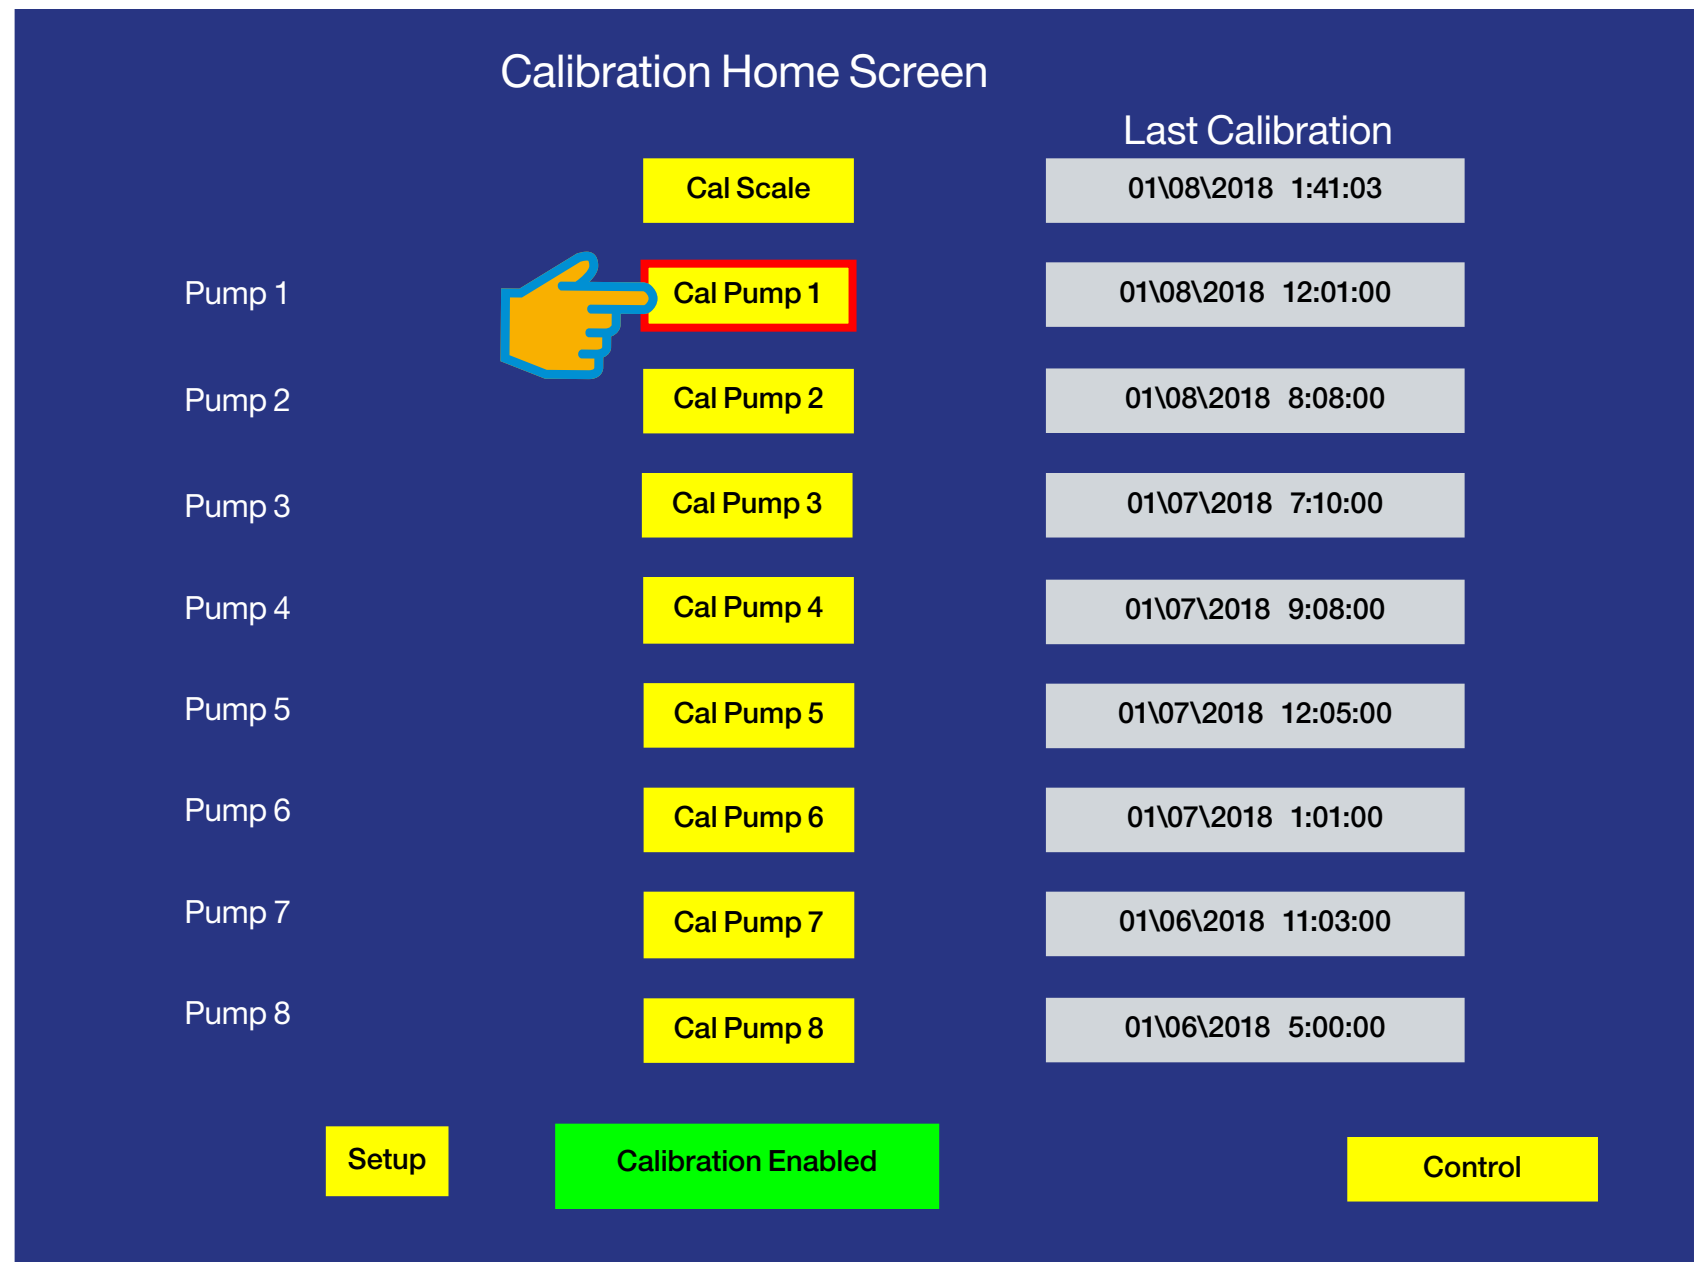 Calibration Home Screen
Last Calibration
Cal Scale 01\08\2018 1:41:03
Pump 1 Cal Pump 1 01\08\2018 12:01:00
Pump 2 Cal Pump 2 01\08\2018 8:08:00
Pump 3 Cal Pump 3 01\07\2018 7:10:00
Pump 4 Cal Pump 4 01\07\2018 9:08:00
Pump 5 Cal Pump 5 01\07\2018 12:05:00
Pump 6 Cal Pump 6 01\07\2018 1:01:00
Pump 7 Cal Pump 7 01\06\2018 11:03:00
Pump 8 Cal Pump 8 01\06\2018 5:00:00
Setup Calibration Enabled Control